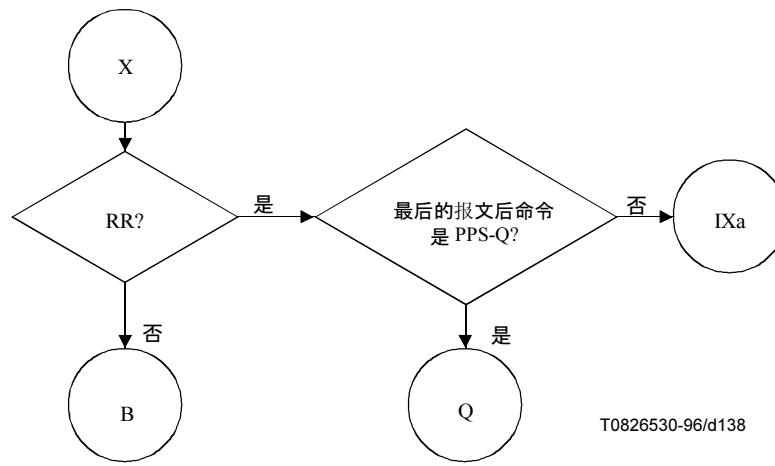 X
RR?
是
最后的报文后命令
是 PPS-Q?
否
IXa
否
是
B
Q
T0826530-96/d138